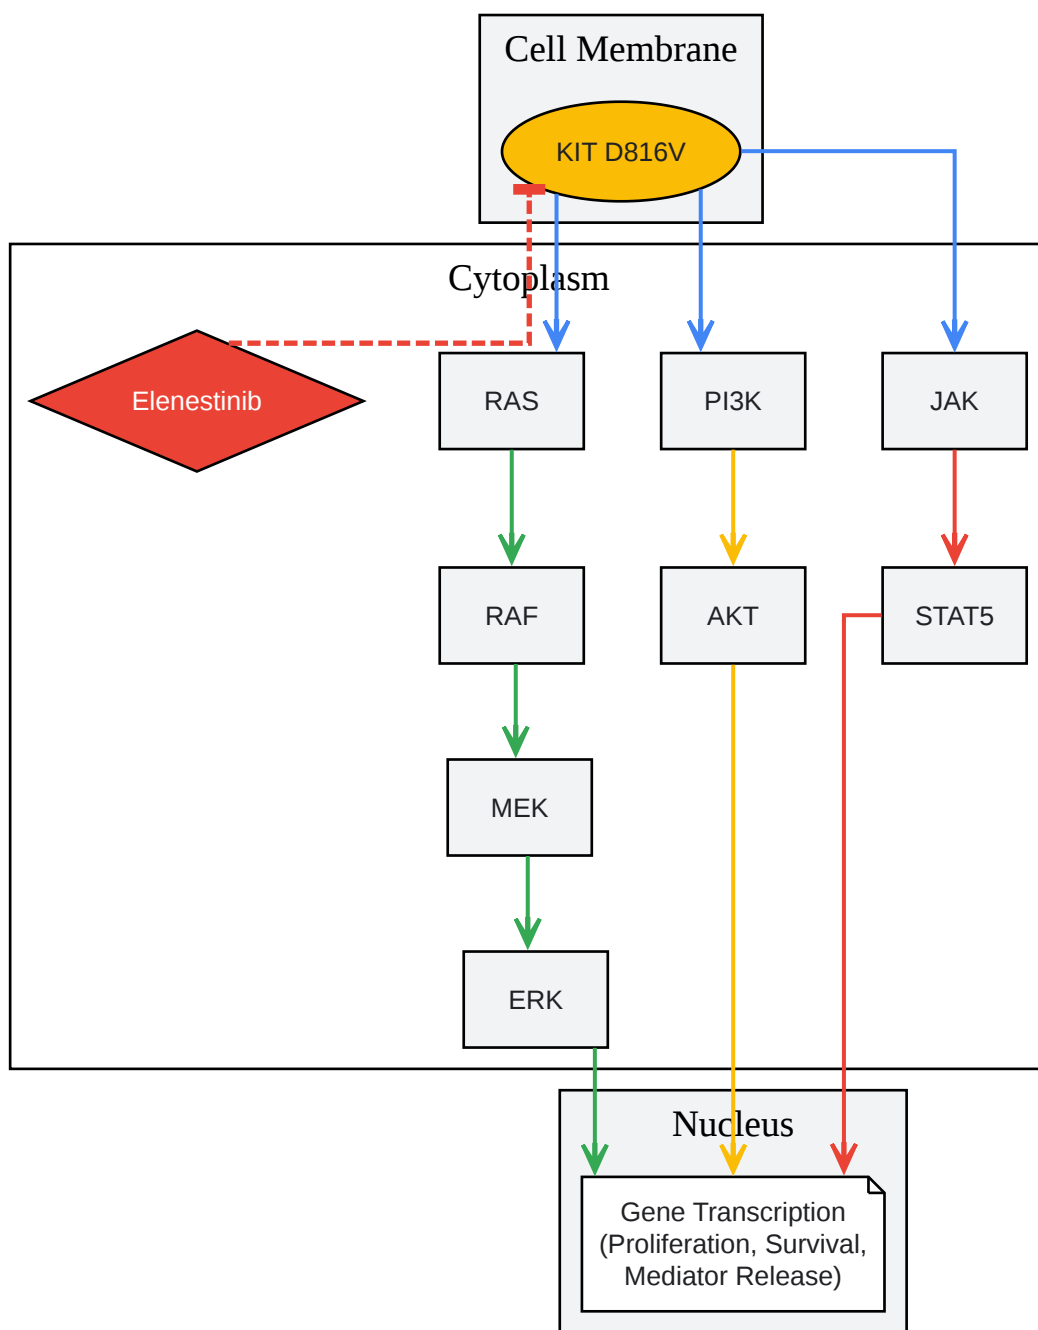 Cell Membrane
KIT D816V
Cytoplasm
Elenestinib
RAS
PI3K
JAK
RAF
AKT
STAT5
MEK
ERK
Nucleus
Gene Transcription
(Proliferation, Survival,
Mediator Release)